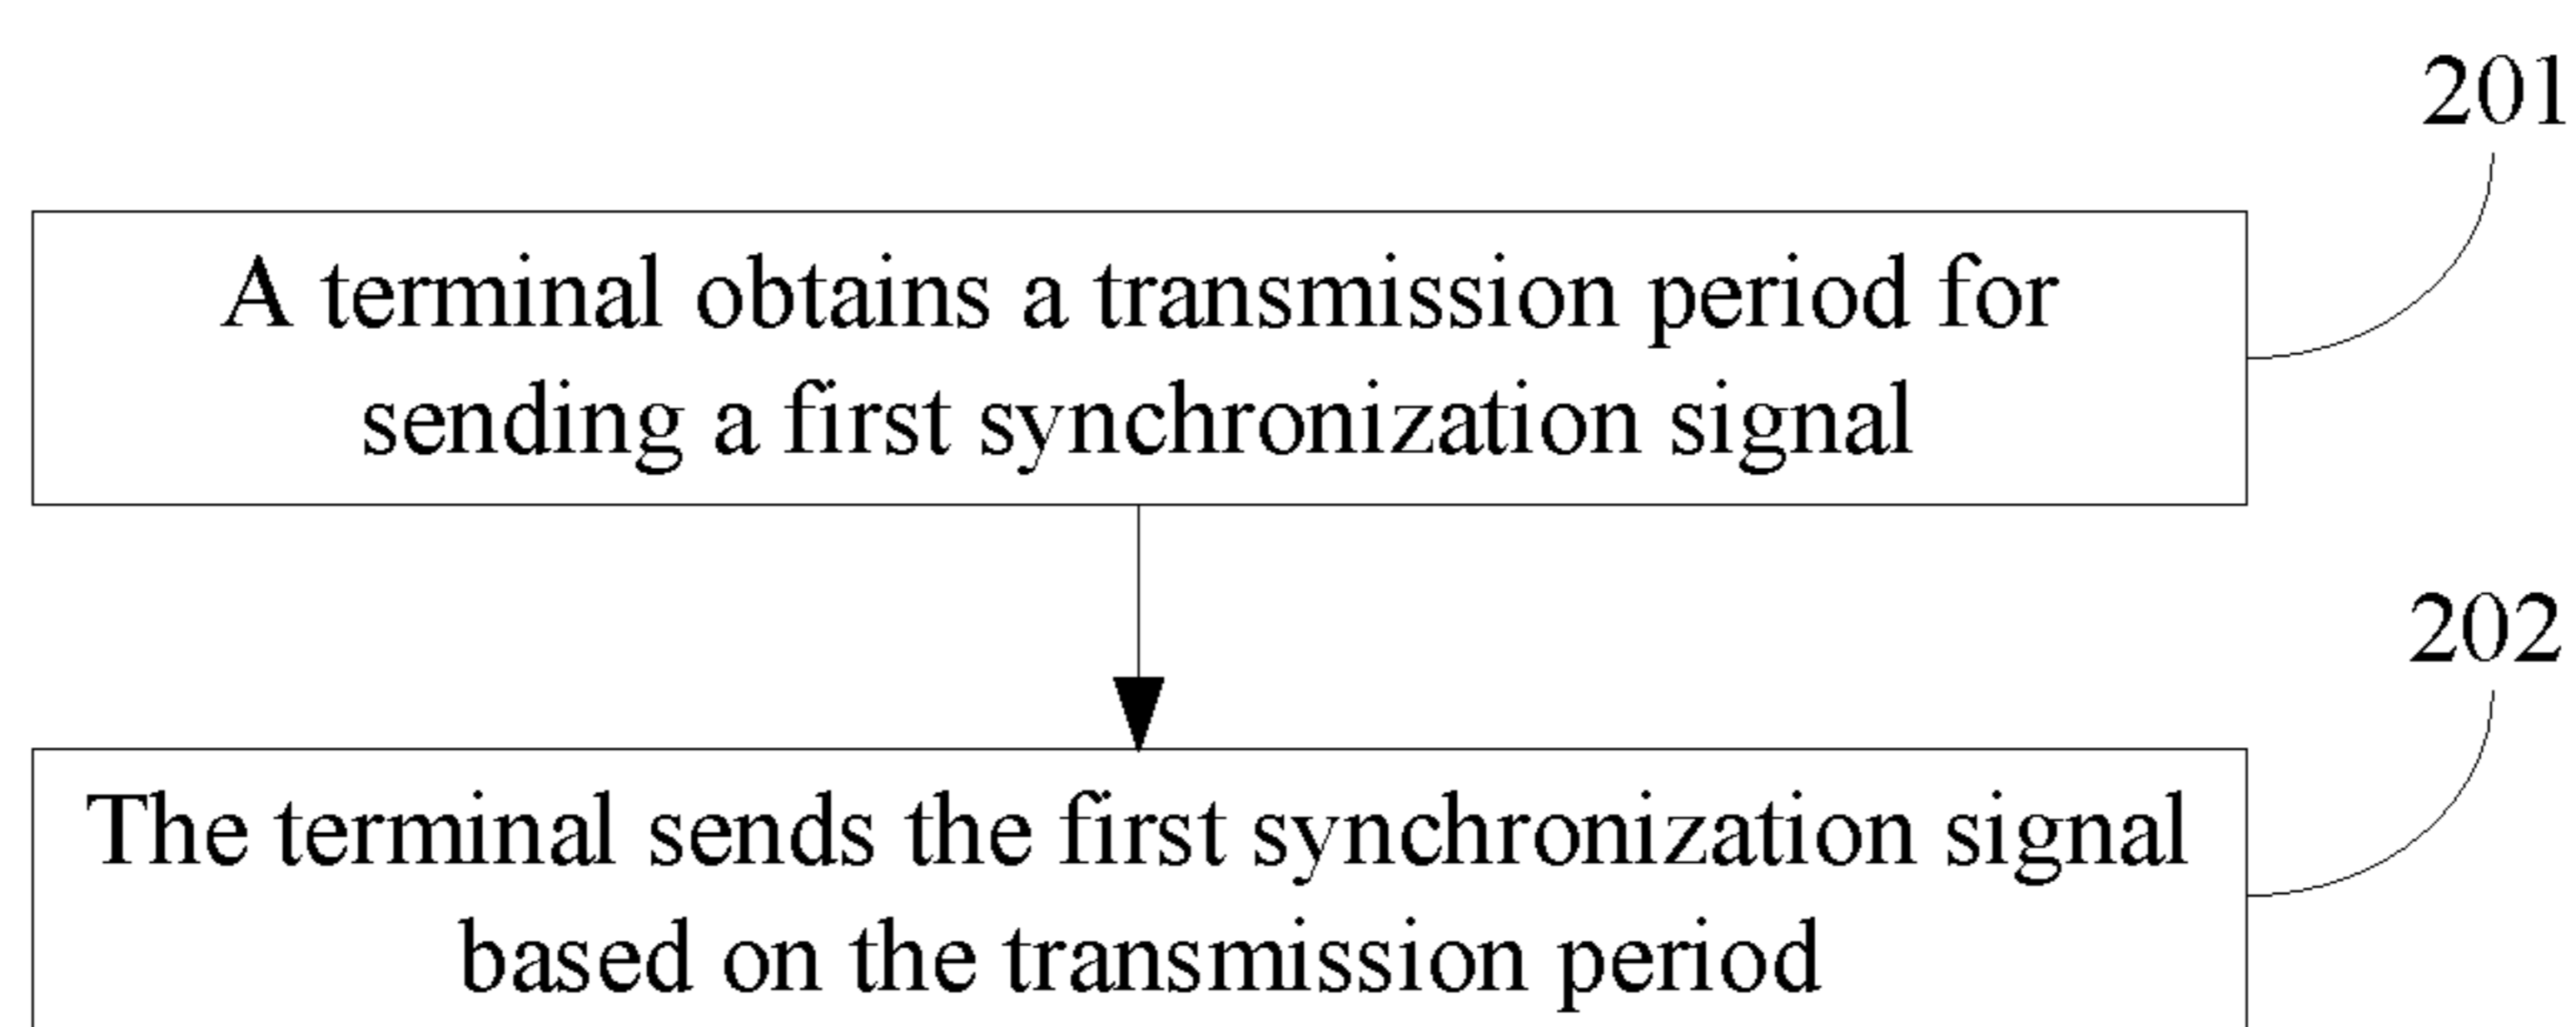 201
A terminal obtains a transmission period for
sending a first synchronization signal
202
The terminal sends the first synchronization signal
based on the transmission period